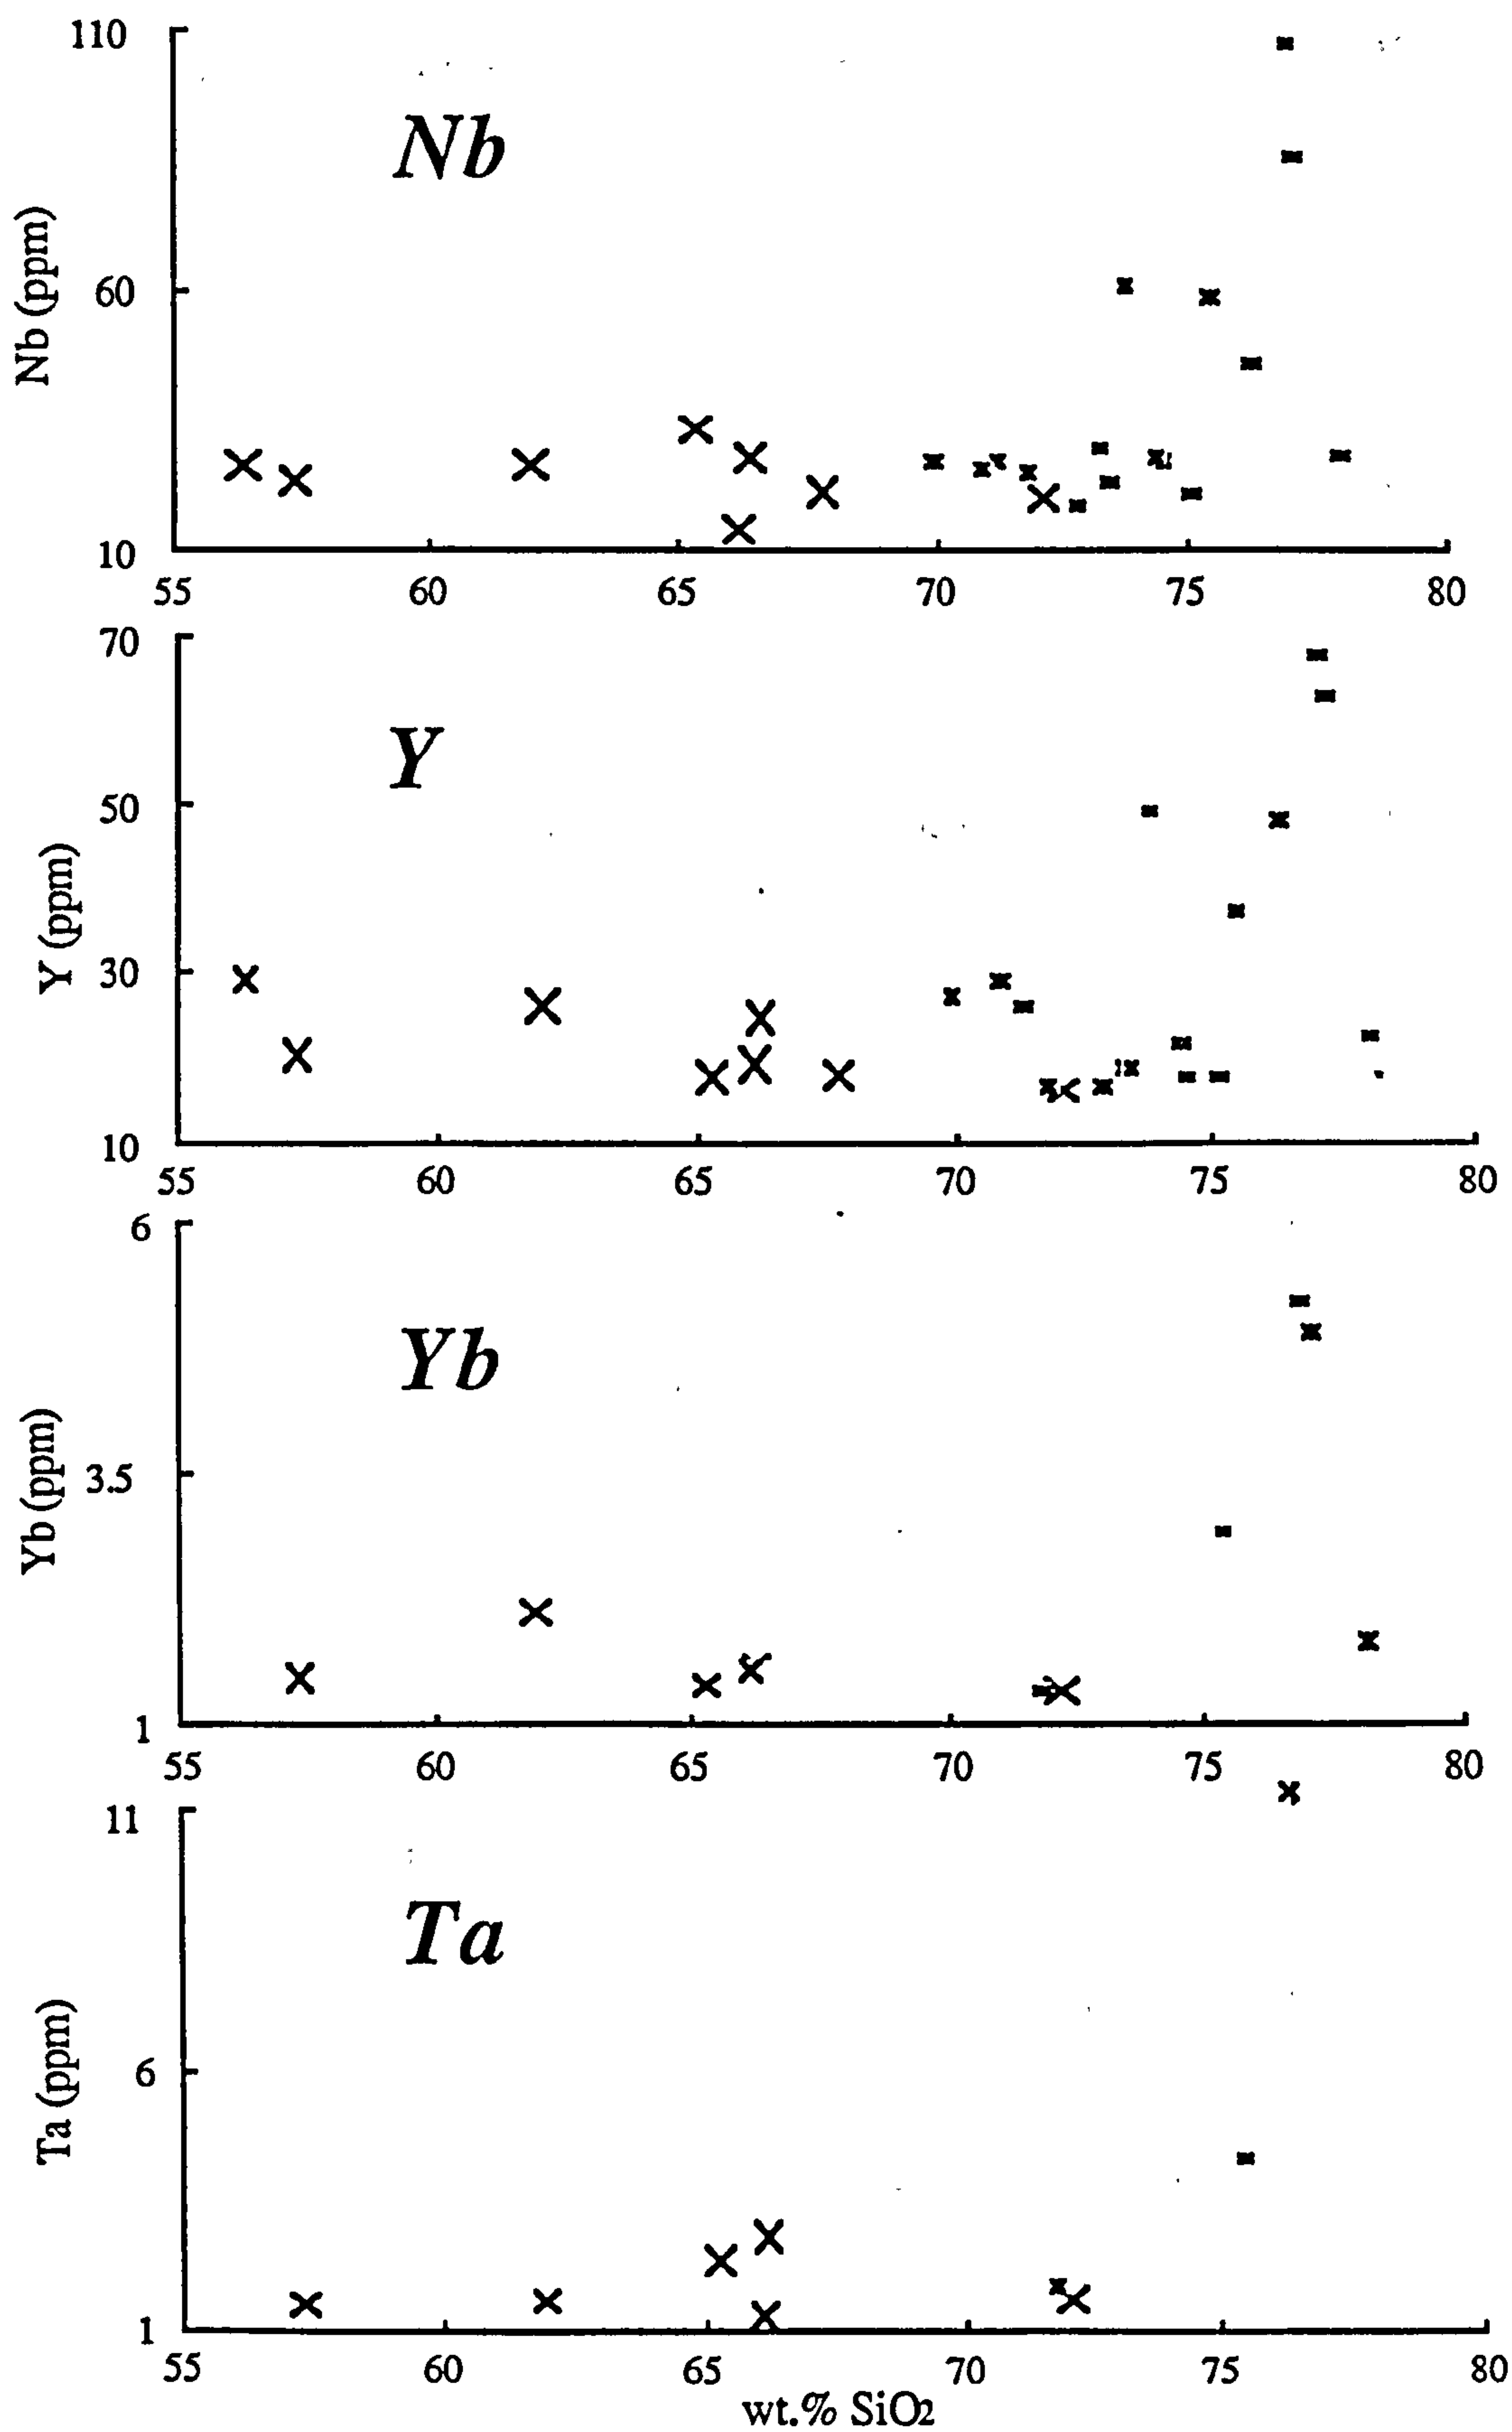 110
Nb
Nb (ppm)
60
10
55 60 65 70 75 80
70
Y
50
Y (ppm)
30
10
55 60 65 70 75 80
6
Yb
Yb (ppm)
3.5
1
55 60 65 70 75 80
11
Ta
Ta (ppm)
6
1
55 60 65 70 75 80
wt.% SiO2